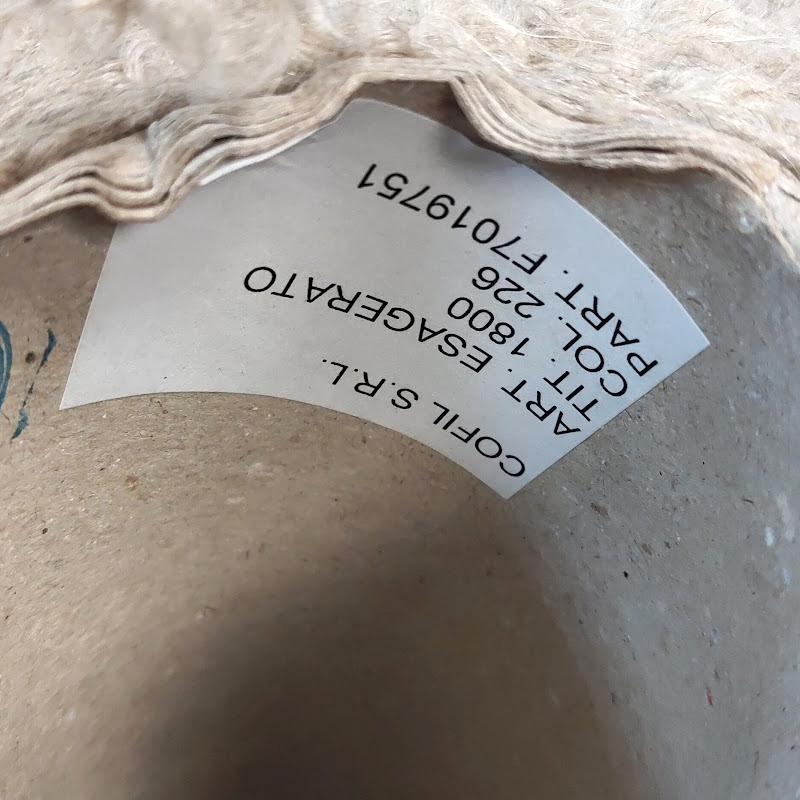 COFIL S.R.L.
ART. ESAGERATO
TIT. 1800
COL. 226
PART. F7019751